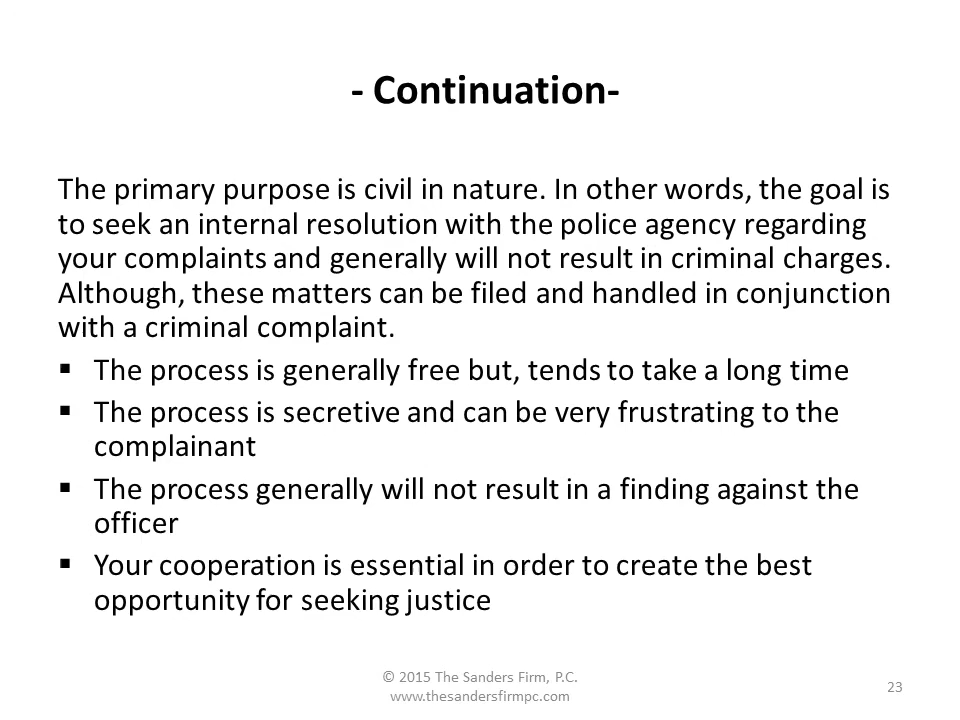 - Continuation-
The primary purpose is civil in nature. In other words, the goal is
to seek an internal resolution with the police agency regarding
your complaints and generally will not result in criminal charges.
Although, these matters can be filed and handled in conjunction
with a criminal complaint.
▪ The process is generally free but, tends to take a long time
▪ The process is secretive and can be very frustrating to the
complainant
▪ The process generally will not result in a finding against the
officer
▪ Your cooperation is essential in order to create the best
opportunity for seeking justice
© 2015 The Sanders Firm, P.C.
www.thesandersfirmpc.com
23